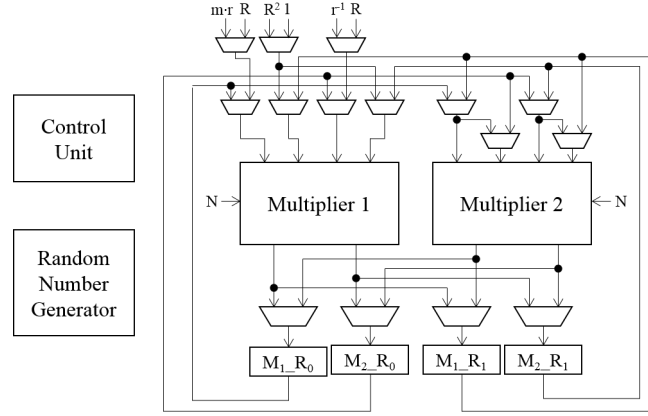 m·r R R² 1 r⁻¹ R
Control
Unit
N Multiplier 1 Multiplier 2 N
Random
Number
Generator
M₁_R₀ M₂_R₀ M₁_R₁ M₂_R₁